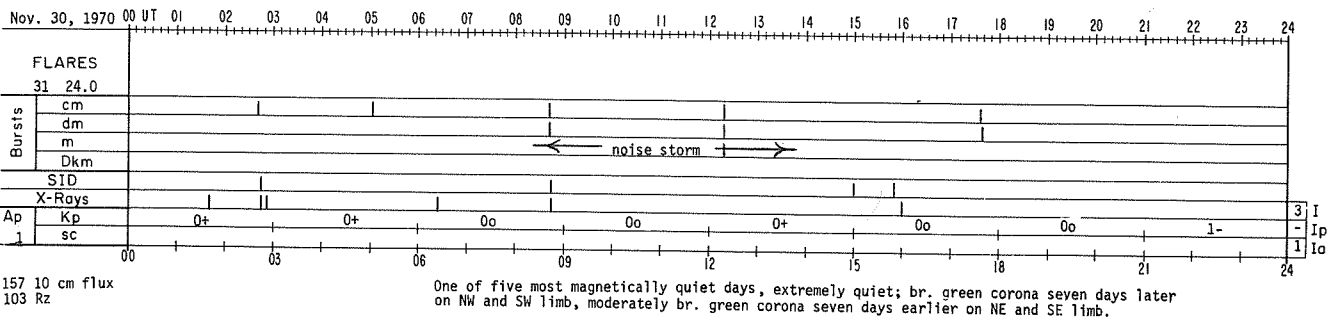 Nov. 30, 1970 00 UT 01 02 03 04 05 06 07 08 09 10 11 12 13 14 15 16 17 18 19 20 21 22 23 24
FLARES
31 24.0
Bursts
cm
dm
m
noise storm
Dkm
SID
X-Rays
3 I
Ap
Kp 0+ 0+ 0o 0o 0+ 0o 0o 1-
- Ip
1
sc
1 Ia
00 03 06 09 12 15 18 21 24
157 10 cm flux
103 Rz
One of five most magnetically quiet days, extremely quiet; br. green corona seven days later
on NW and SW limb, moderately br. green corona seven days earlier on NE and SE limb.